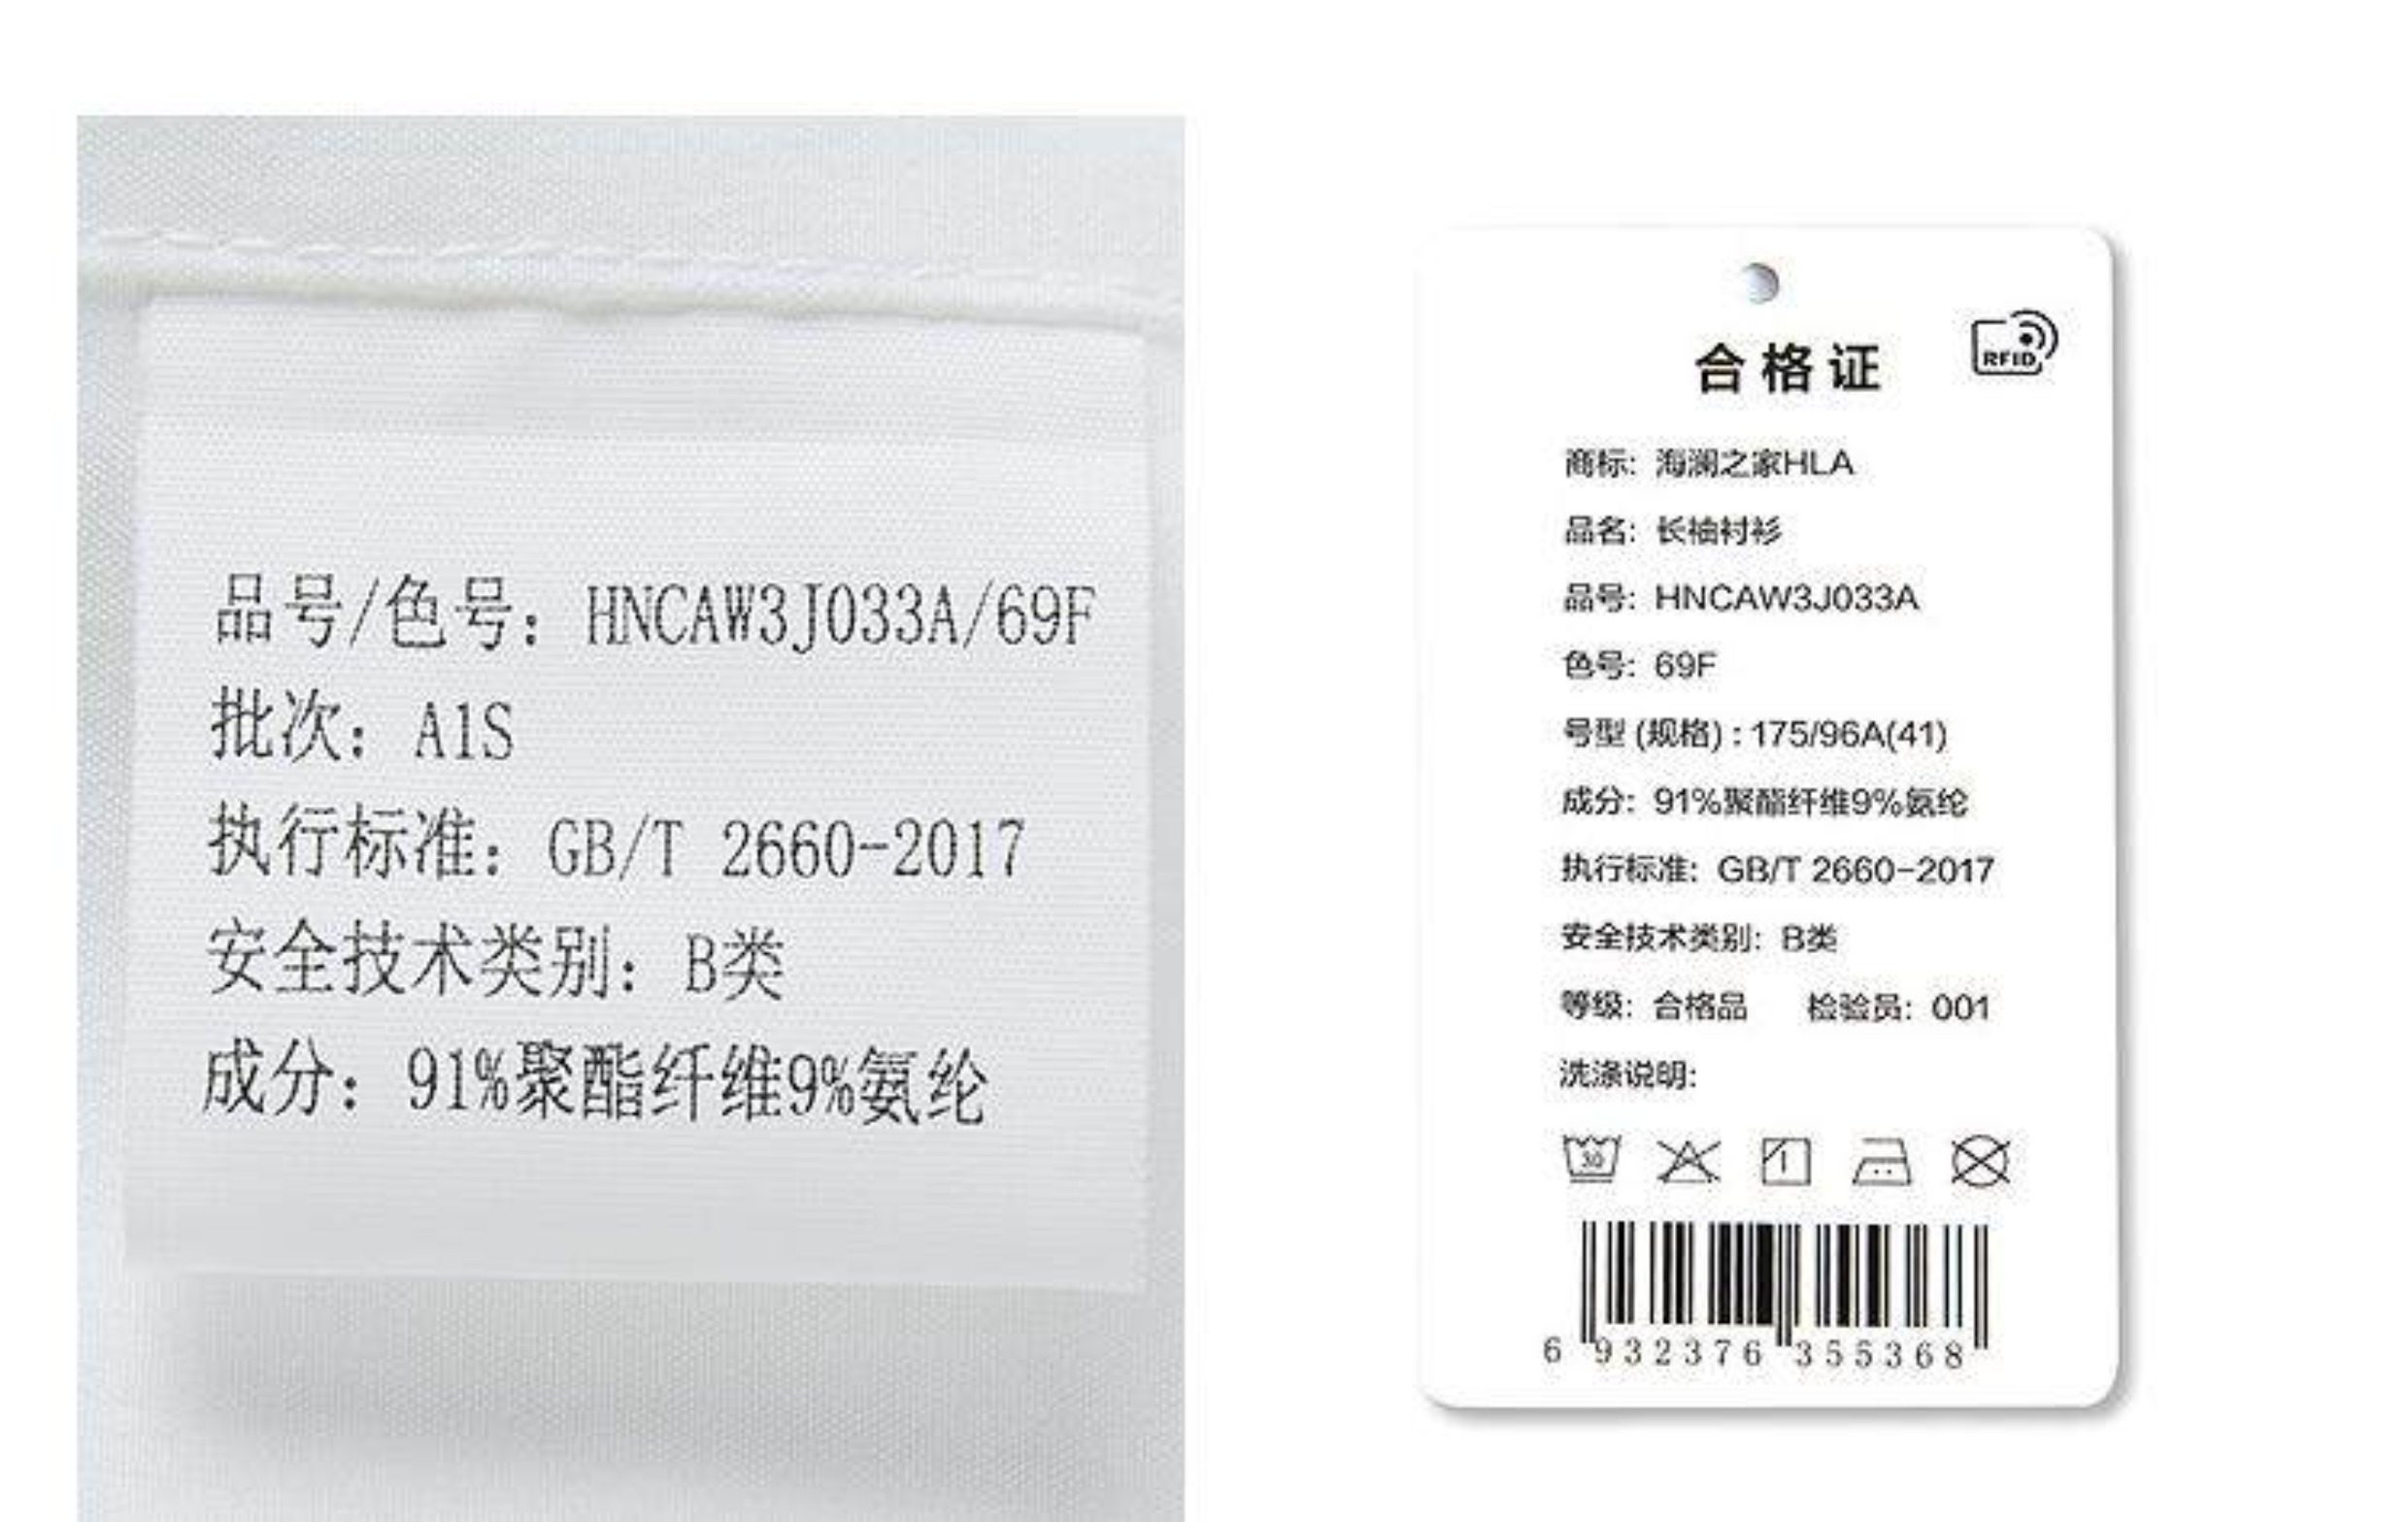 品号/色号：HNCAW3J033A/69F
批次：A1S
执行标准：GB/T 2660-2017
安全技术类别：B类
成分：91%聚酯纤维9%氨纶
合格证
RFID
商标：海澜之家HLA
品名：长袖衬衫
品号：HNCAW3J033A
色号：69F
号型(规格)：175/96A(41)
成分：91%聚酯纤维9%氨纶
执行标准：GB/T 2660-2017
安全技术类别：B类
等级：合格品 检验员：001
洗涤说明：
30
6 932376 355368